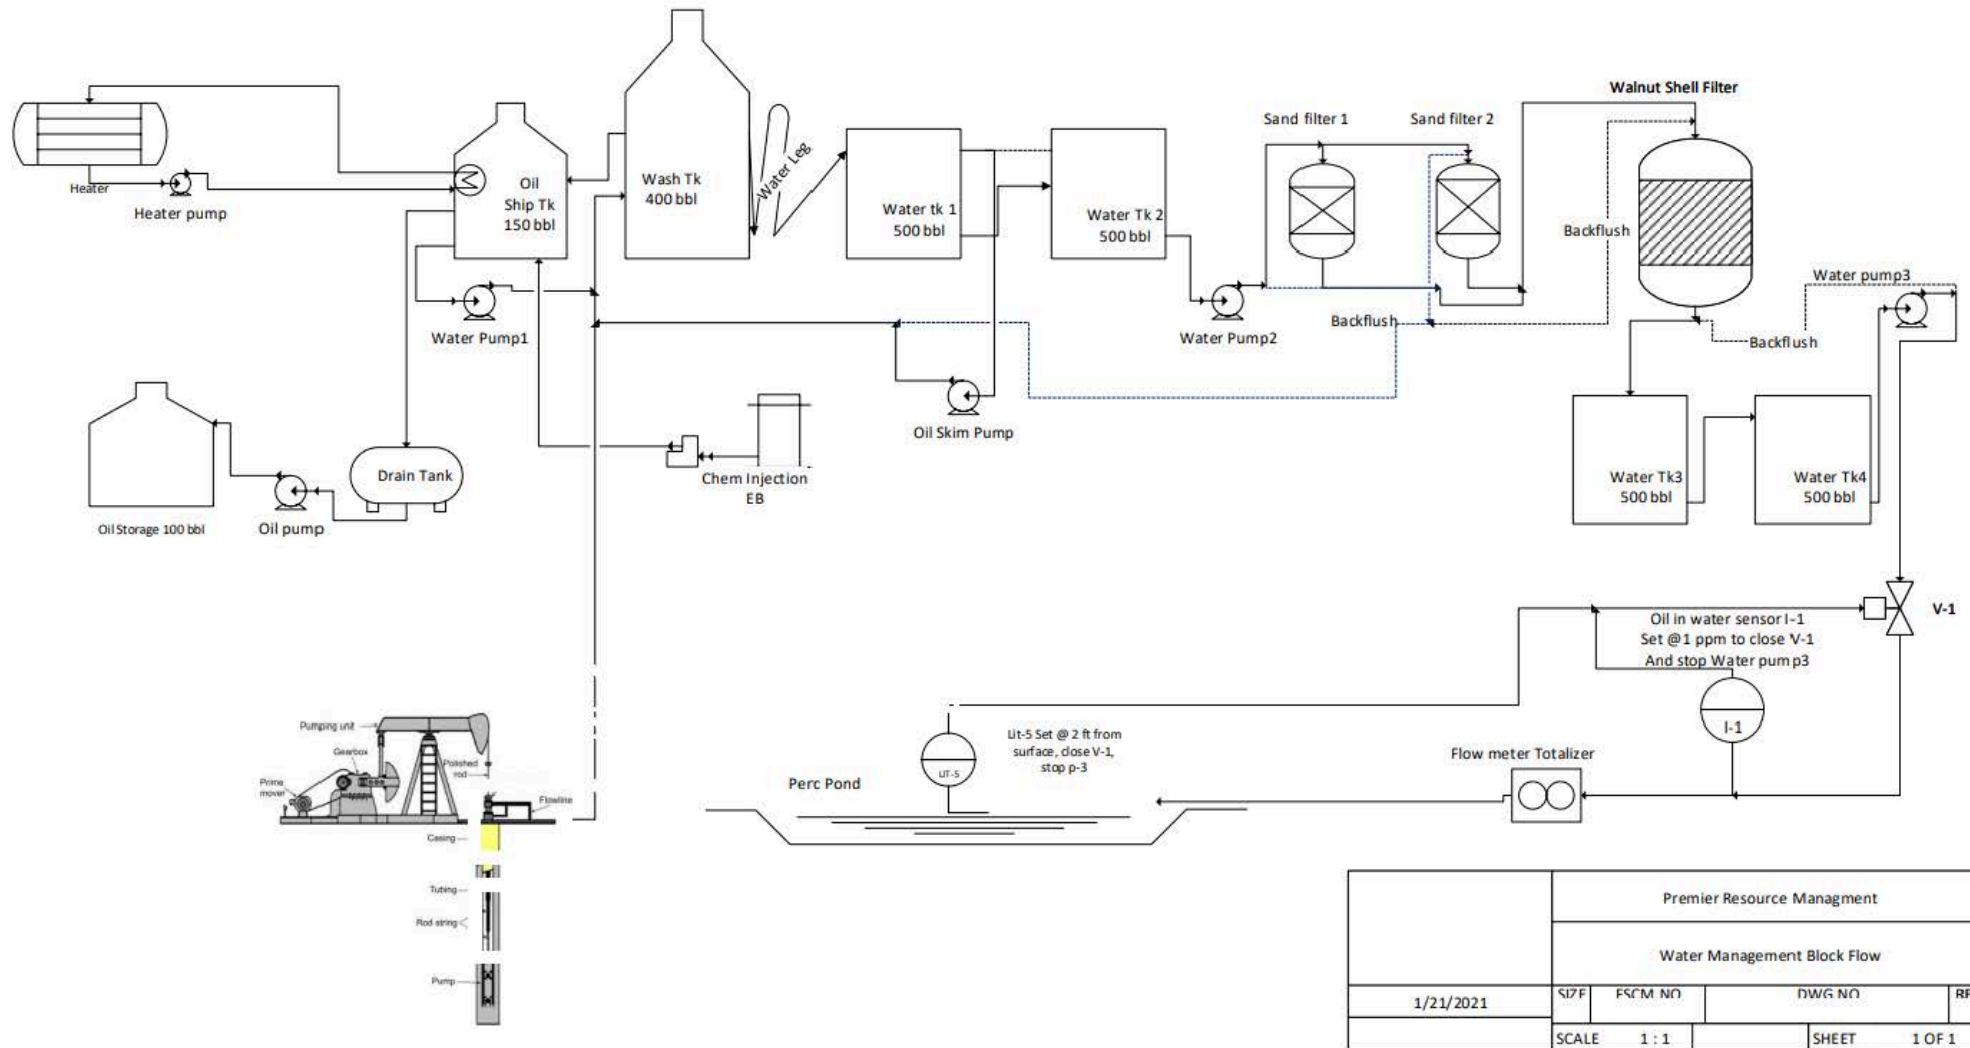 Heater
Heater pump
Oil
Ship Tk
150 bbl
Wash Tk
400 bbl
Water Leg
Water tk 1
500 bbl
Water Tk 2
500 bbl
Sand filter 1
Sand filter 2
Walnut Shell Filter
Backflush
Water pump3
Backflush
Water Pump1
Water Pump2
Backflush
Oil Skim Pump
Oil Storage 100 bbl
Oil pump
Drain Tank
Chem Injection
EB
Water Tk3
500 bbl
Water Tk4
500 bbl
V-1
Oil in water sensor I-1
Set @1 ppm to close V-1
And stop Water pump3
I-1
Flow meter Totalizer
Lit-5 Set @ 2 ft from
surface, close V-1,
stop p-3
LIT-5
Perc Pond
Pumping unit
Gearbox
Prime
mover
Polished
rod
Flowline
Casing
Tubing
Rod string
Pump
Premier Resource Managment
Water Management Block Flow
1/21/2021
SIZE
FSCM NO
DWG NO
RE
SCALE
1 : 1
SHEET
1 OF 1